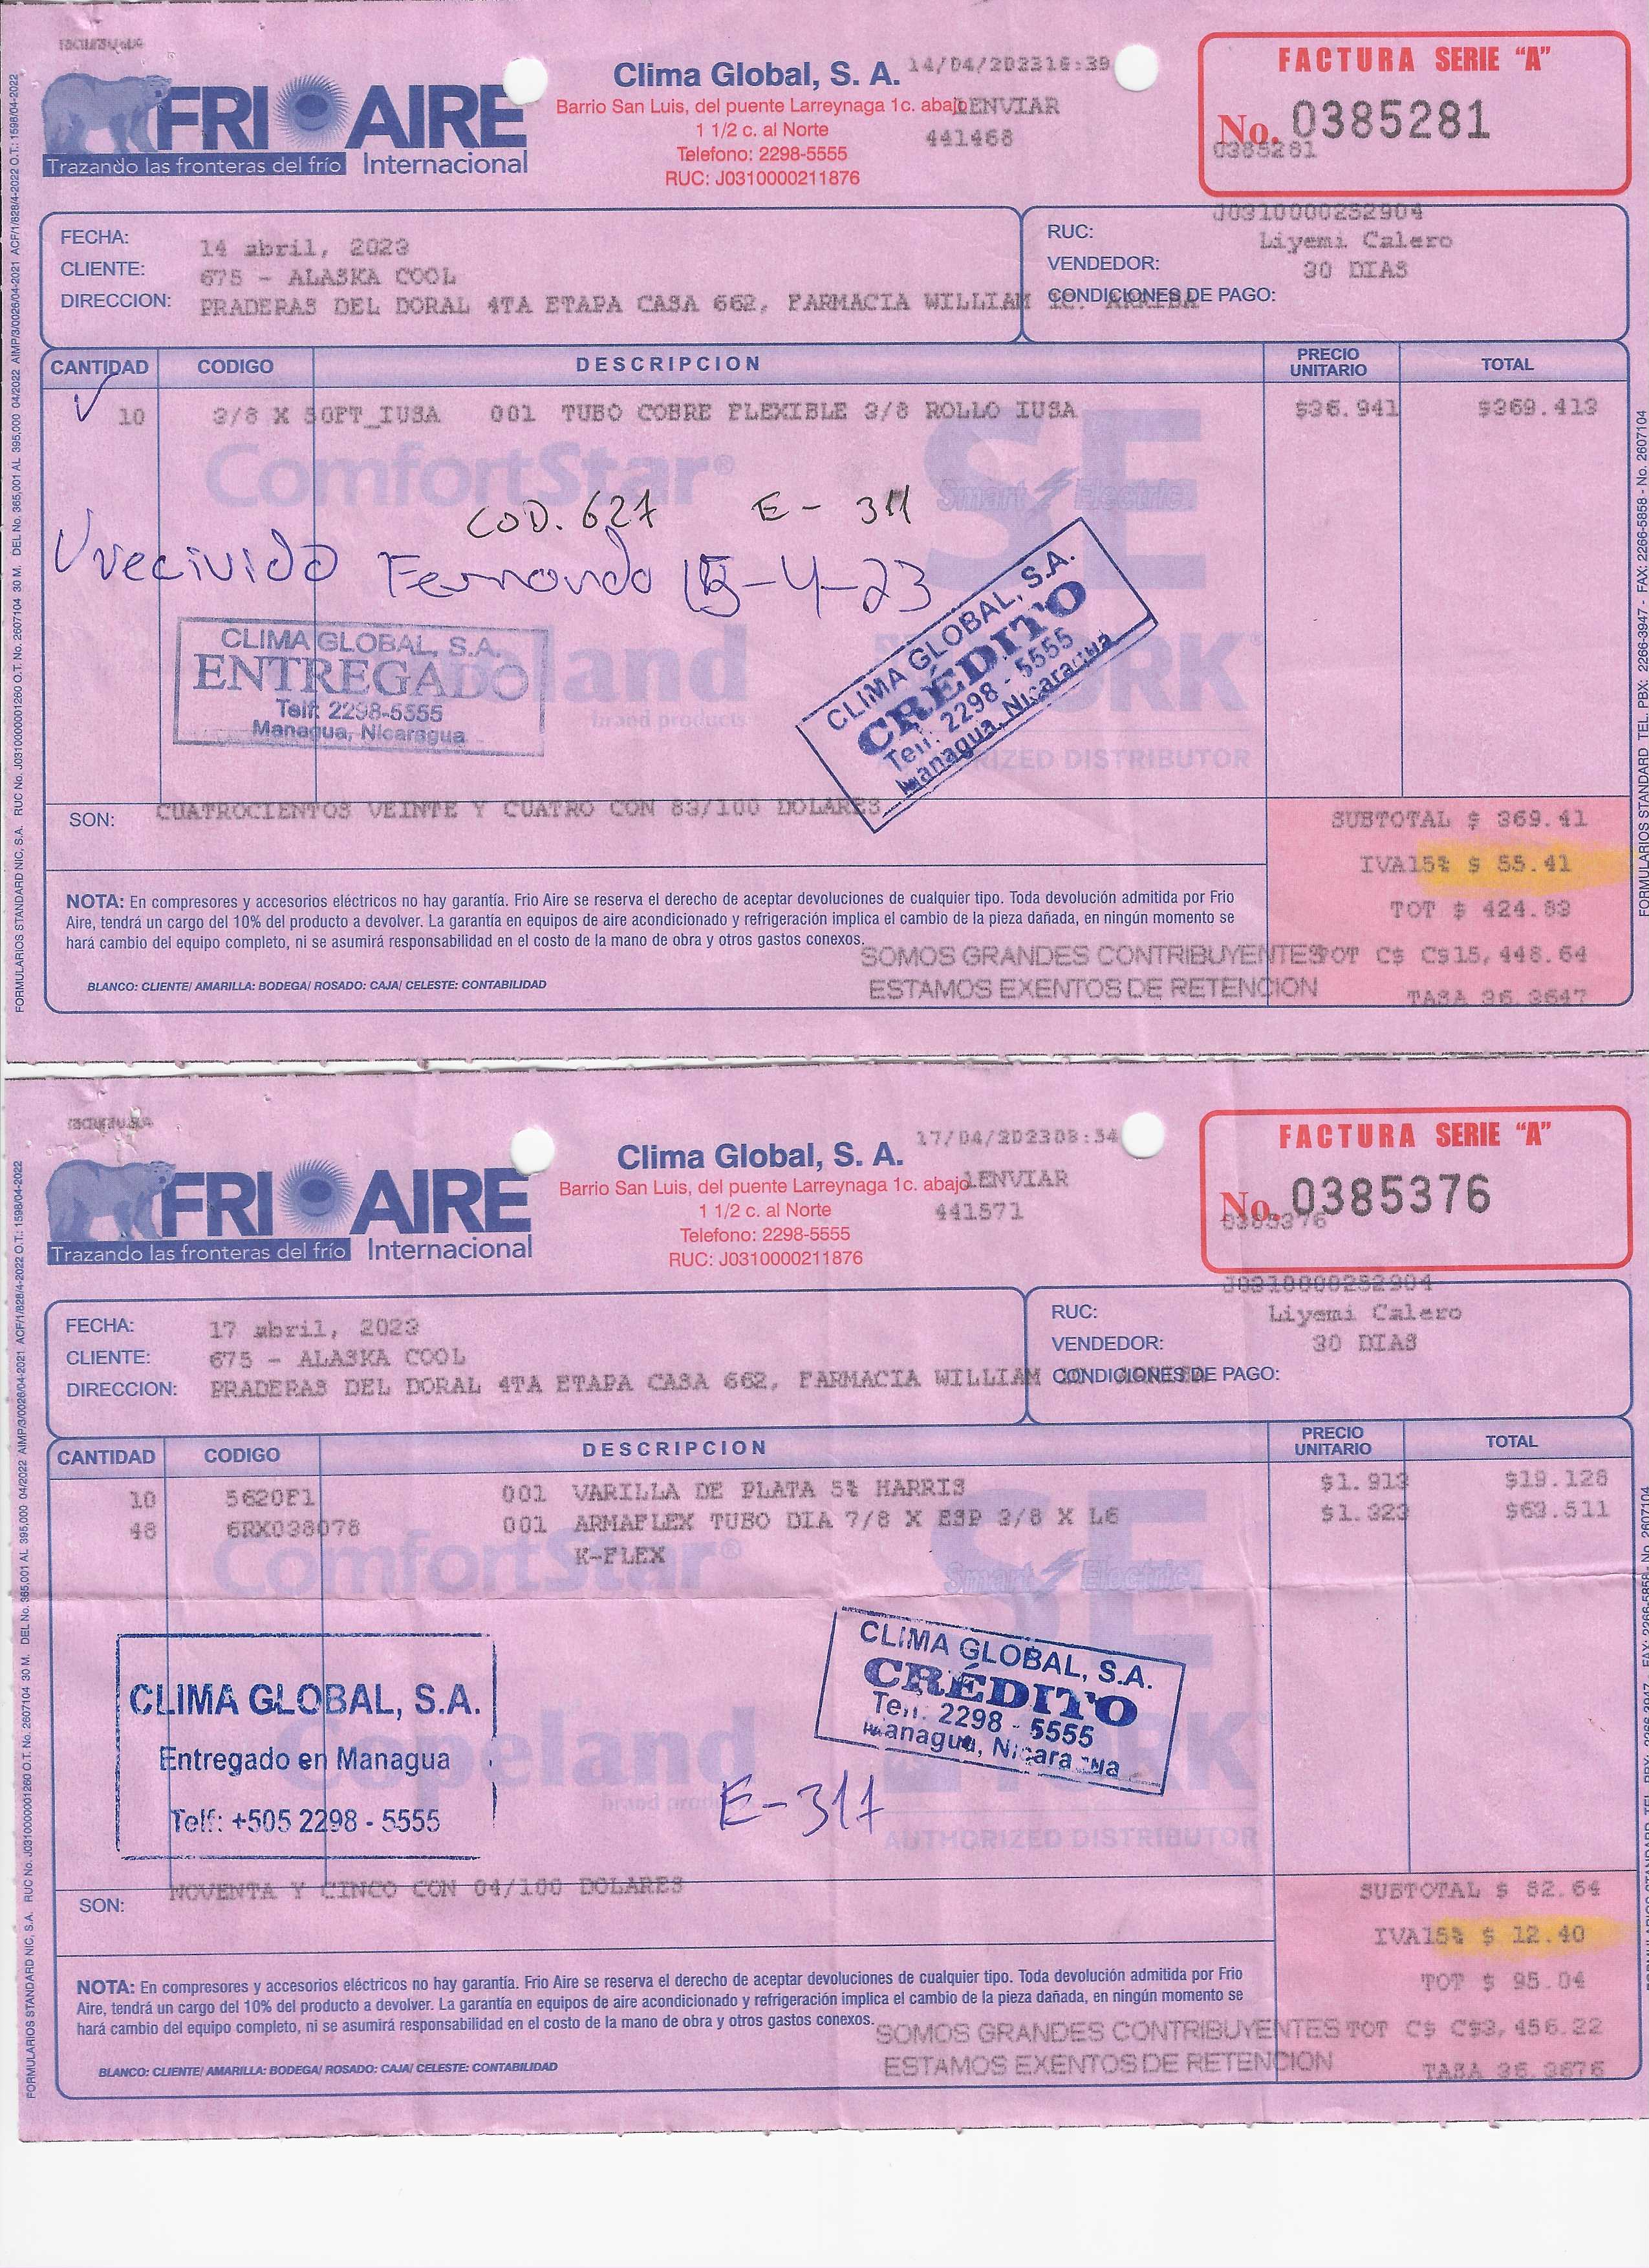 FRIOAIRE
Trazando las fronteras del frío Internacional
Clima Global, S. A.
Barrio San Luis, del puente Larreynaga 1c. abajo
1 1/2 c. al Norte
Telefono: 2298-5555
RUC: J0310000211876
14/04/2023 16:39
1ENVIAR
441468
FACTURA SERIE “A”
No. 0385281
0385281
FECHA: 14 abril, 2023
CLIENTE: 675 - ALASKA COOL
DIRECCION: PRADERAS DEL DORAL 4TA ETAPA CASA 662, FARMACIA WILLIAM 1C. ARRIBA
RUC: J0310000252904
VENDEDOR: Liyemi Calero
CONDICIONES DE PAGO: 30 DIAS
CANTIDAD CODIGO DESCRIPCION PRECIO UNITARIO TOTAL
10 3/8 X 50FT_IUSA 001 TUBO COBRE FLEXIBLE 3/8 ROLLO IUSA $36.941 $369.413
ComfortStar®
SE
Smart Electric
COD. 627 E- 311
recivido Fernando 15-4-23
CLIMA GLOBAL, S.A.
ENTREGADO
Telf: 2298-5555
Managua, Nicaragua
Copeland
brand products
CLIMA GLOBAL, S.A.
CRÉDITO
Tell: 2298 - 5555
Managua, Nicaragua
AUTHORIZED DISTRIBUTOR
SON: CUATROCIENTOS VEINTE Y CUATRO CON 83/100 DOLARES
SUBTOTAL $ 369.41
IVA15% $ 55.41
TOT $ 424.83
TOT C$ C$15,448.64
TASA 36.3647
NOTA: En compresores y accesorios eléctricos no hay garantía. Frio Aire se reserva el derecho de aceptar devoluciones de cualquier tipo. Toda devolución admitida por Frio
Aire, tendrá un cargo del 10% del producto a devolver. La garantía en equipos de aire acondicionado y refrigeración implica el cambio de la pieza dañada, en ningún momento se
hará cambio del equipo completo, ni se asumirá responsabilidad en el costo de la mano de obra y otros gastos conexos.
SOMOS GRANDES CONTRIBUYENTES
ESTAMOS EXENTOS DE RETENCION
BLANCO: CLIENTE/ AMARILLA: BODEGA/ ROSADO: CAJA/ CELESTE: CONTABILIDAD
FORMULARIOS STANDARD NIC, S.A. RUC No. J0310000001260 O.T. No. 2607104 30 M. DEL No. 365,001 AL 395,000 04/2022 AIMP/3/0026/04-2021 ACF/1/828/4-2022 O.T.: 1598/04-2022
FORMULARIOS STANDARD TEL. PBX: 2266-3947 - FAX: 2266-5858 - No. 2607104
FRIOAIRE
Trazando las fronteras del frío Internacional
Clima Global, S. A.
Barrio San Luis, del puente Larreynaga 1c. abajo
1 1/2 c. al Norte
Telefono: 2298-5555
RUC: J0310000211876
17/04/2023 08:34
1ENVIAR
441571
FACTURA SERIE “A”
No. 0385376
0385376
FECHA: 17 abril, 2023
CLIENTE: 675 - ALASKA COOL
DIRECCION: PRADERAS DEL DORAL 4TA ETAPA CASA 662, FARMACIA WILLIAM 1C. ARRIBA
RUC: J0310000252904
VENDEDOR: Liyemi Calero
CONDICIONES DE PAGO: 30 DIAS
CANTIDAD CODIGO DESCRIPCION PRECIO UNITARIO TOTAL
10 5620F1 001 VARILLA DE PLATA 5% HARRIS $1.913 $19.128
48 6RX038078 001 ARMAFLEX TUBO DIA 7/8 X ESP 3/8 X L6 $1.323 $63.511
K-FLEX
ComfortStar®
SE
Smart Electric
CLIMA GLOBAL, S.A.
Entregado en Managua
Telf: +505 2298 - 5555
CLIMA GLOBAL, S.A.
CRÉDITO
Tell: 2298 - 5555
Managua, Nicaragua
Copeland
brand products
E-311
AUTHORIZED DISTRIBUTOR
SON: NOVENTA Y CINCO CON 04/100 DOLARES
SUBTOTAL $ 82.64
IVA15% $ 12.40
TOT $ 95.04
TOT C$ C$3,456.22
TASA 36.3676
NOTA: En compresores y accesorios eléctricos no hay garantía. Frio Aire se reserva el derecho de aceptar devoluciones de cualquier tipo. Toda devolución admitida por Frio
Aire, tendrá un cargo del 10% del producto a devolver. La garantía en equipos de aire acondicionado y refrigeración implica el cambio de la pieza dañada, en ningún momento se
hará cambio del equipo completo, ni se asumirá responsabilidad en el costo de la mano de obra y otros gastos conexos.
SOMOS GRANDES CONTRIBUYENTES
ESTAMOS EXENTOS DE RETENCION
BLANCO: CLIENTE/ AMARILLA: BODEGA/ ROSADO: CAJA/ CELESTE: CONTABILIDAD
FORMULARIOS STANDARD NIC, S.A. RUC No. J0310000001260 O.T. No. 2607104 30 M. DEL No. 365,001 AL 395,000 04/2022 AIMP/3/0026/04-2021 ACF/1/828/4-2022 O.T.: 1598/04-2022